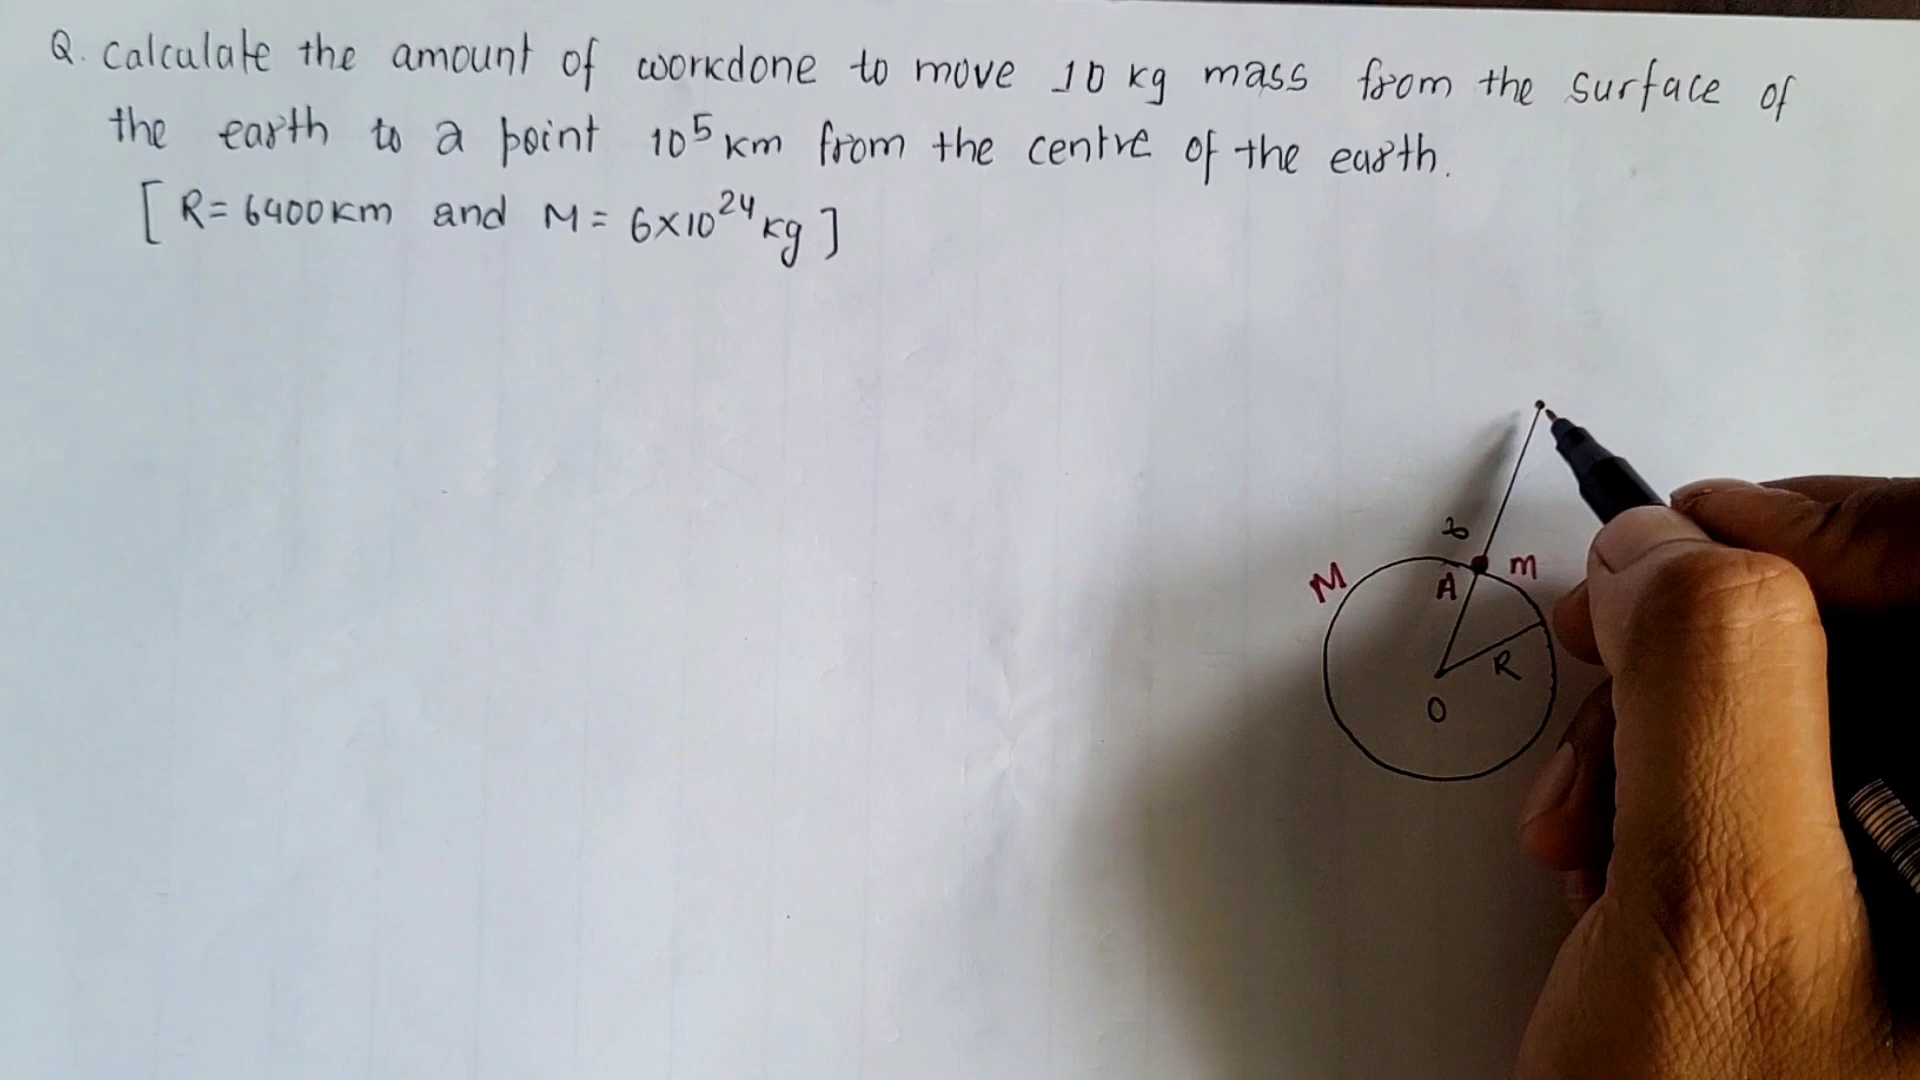 Q. Calculate the amount of workdone to move 10 kg mass from the surface of
the earth to a point 10⁵ km from the centre of the earth.
[ R = 6400 km and M = 6×10²⁴ kg ]
M
A
m
R
O